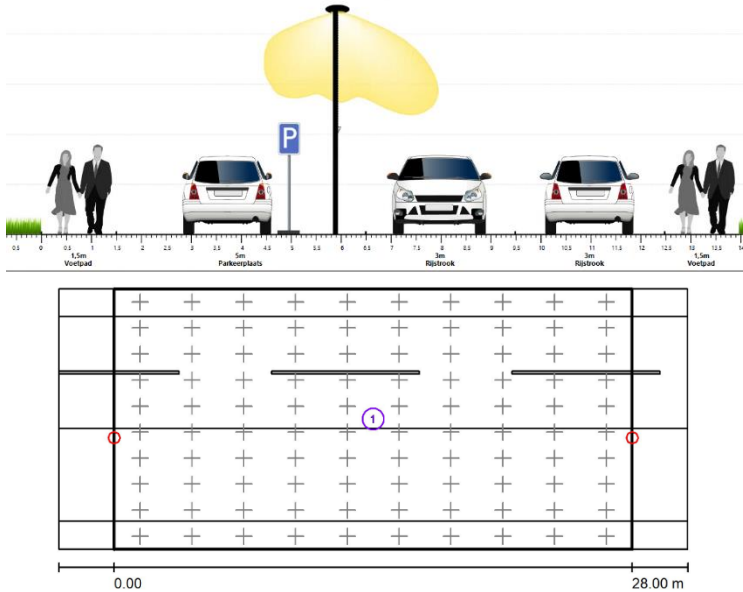 P
0.5 0 0.5 1 1.5 2 2.5 3 3.5 4 4.5 5 5.5 6 6.5 7 7.5 8 8.5 9 9.5 10 10.5 11 11.5 12 12.5 13 13.5 14
1,5m 5m 3m 3m 1,5m
Voetpad Parkeerplaats Rijstrook Rijstrook Voetpad
1
0.00 28.00 m